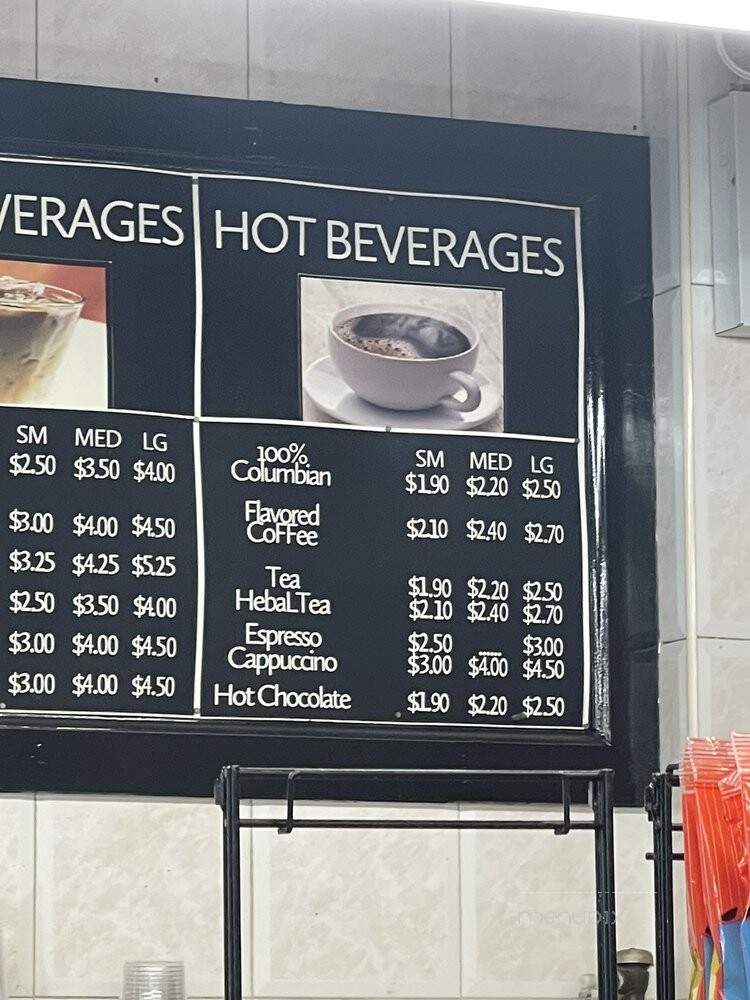 VERAGES
SM MED LG
$2.50 $3.50 $4.00
$3.00 $4.00 $4.50
$3.25 $4.25 $5.25
$2.50 $3.50 $4.00
$3.00 $4.00 $4.50
$3.00 $4.00 $4.50
HOT BEVERAGES
SM MED LG
100%
Columbian $1.90 $2.20 $2.50
Flavored
CoFFee $2.10 $2.40 $2.70
Tea $1.90 $2.20 $2.50
Hebal.Tea $2.10 $2.40 $2.70
Espresso $2.50 ...... $3.00
Cappuccino $3.00 $4.00 $4.50
Hot Chocolate $1.90 $2.20 $2.50
menupix